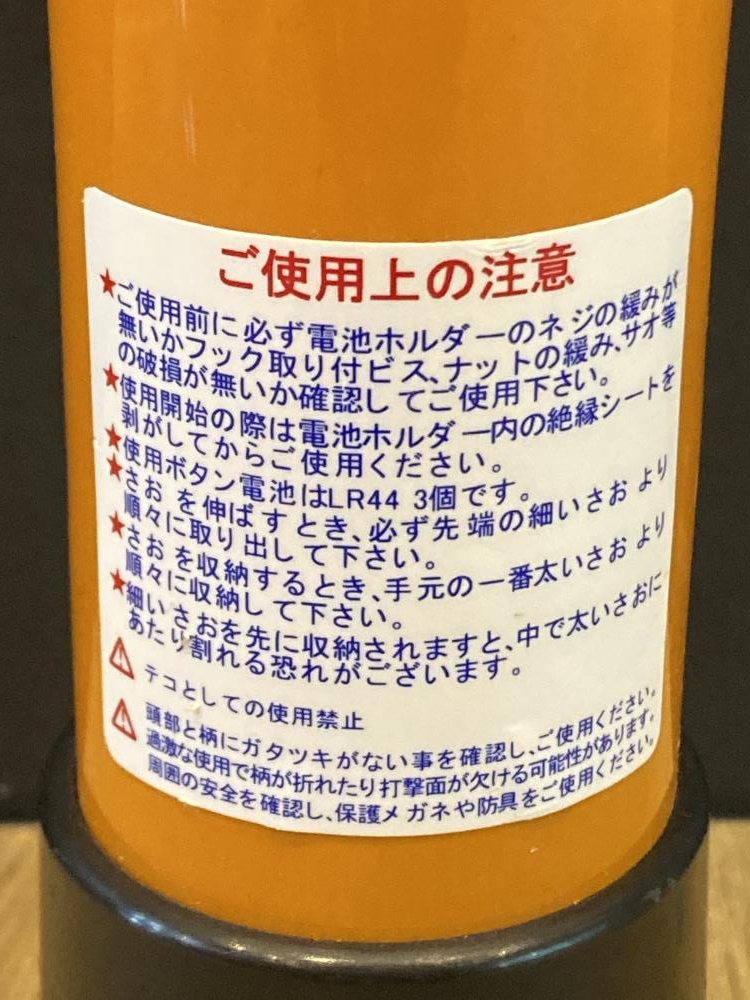 ご使用上の注意
★ご使用前に必ず電池ホルダーのネジの緩みが
無いかフック取り付ビス、ナットの緩み、サオ等
の破損が無いか確認してご使用下さい。
★使用開始の際は電池ホルダー内の絶縁シートを
剥がしてからご使用ください。
★使用ボタン電池はLR44 3個です。
★さおを伸ばすとき、必ず先端の細いさおより
順々に取り出して下さい。
★さおを収納するとき、手元の一番太いさおより
順々に収納して下さい。
★細いさおを先に収納されますと、中で太いさおに
あたり割れる恐れがございます。
⚠テコとしての使用禁止
⚠頭部と柄にガタツキがない事を確認し、ご使用ください。
過激な使用で柄が折れたり打撃面が欠ける可能性があります。
周囲の安全を確認し、保護メガネや防具をご使用ください。